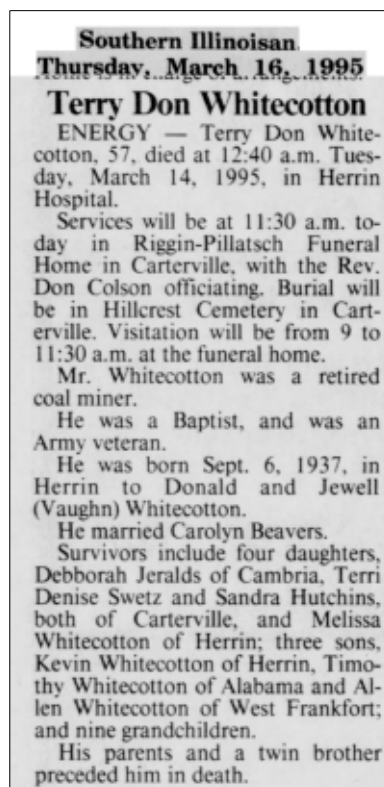 Southern Illinoisan
Thursday, March 16, 1995
Terry Don Whitecotton
ENERGY — Terry Don White-
cotton, 57, died at 12:40 a.m. Tues-
day, March 14, 1995, in Herrin
Hospital.
Services will be at 11:30 a.m. to-
day in Riggin-Pillatsch Funeral
Home in Carterville, with the Rev.
Don Colson officiating. Burial will
be in Hillcrest Cemetery in Cart-
erville. Visitation will be from 9 to
11:30 a.m. at the funeral home.
Mr. Whitecotton was a retired
coal miner.
He was a Baptist, and was an
Army veteran.
He was born Sept. 6, 1937, in
Herrin to Donald and Jewell
(Vaughn) Whitecotton.
He married Carolyn Beavers.
Survivors include four daughters,
Debborah Jeralds of Cambria, Terri
Denise Swetz and Sandra Hutchins,
both of Carterville, and Melissa
Whitecotton of Herrin; three sons,
Kevin Whitecotton of Herrin, Timo-
thy Whitecotton of Alabama and Al-
len Whitecotton of West Frankfort;
and nine grandchildren.
His parents and a twin brother
preceded him in death.